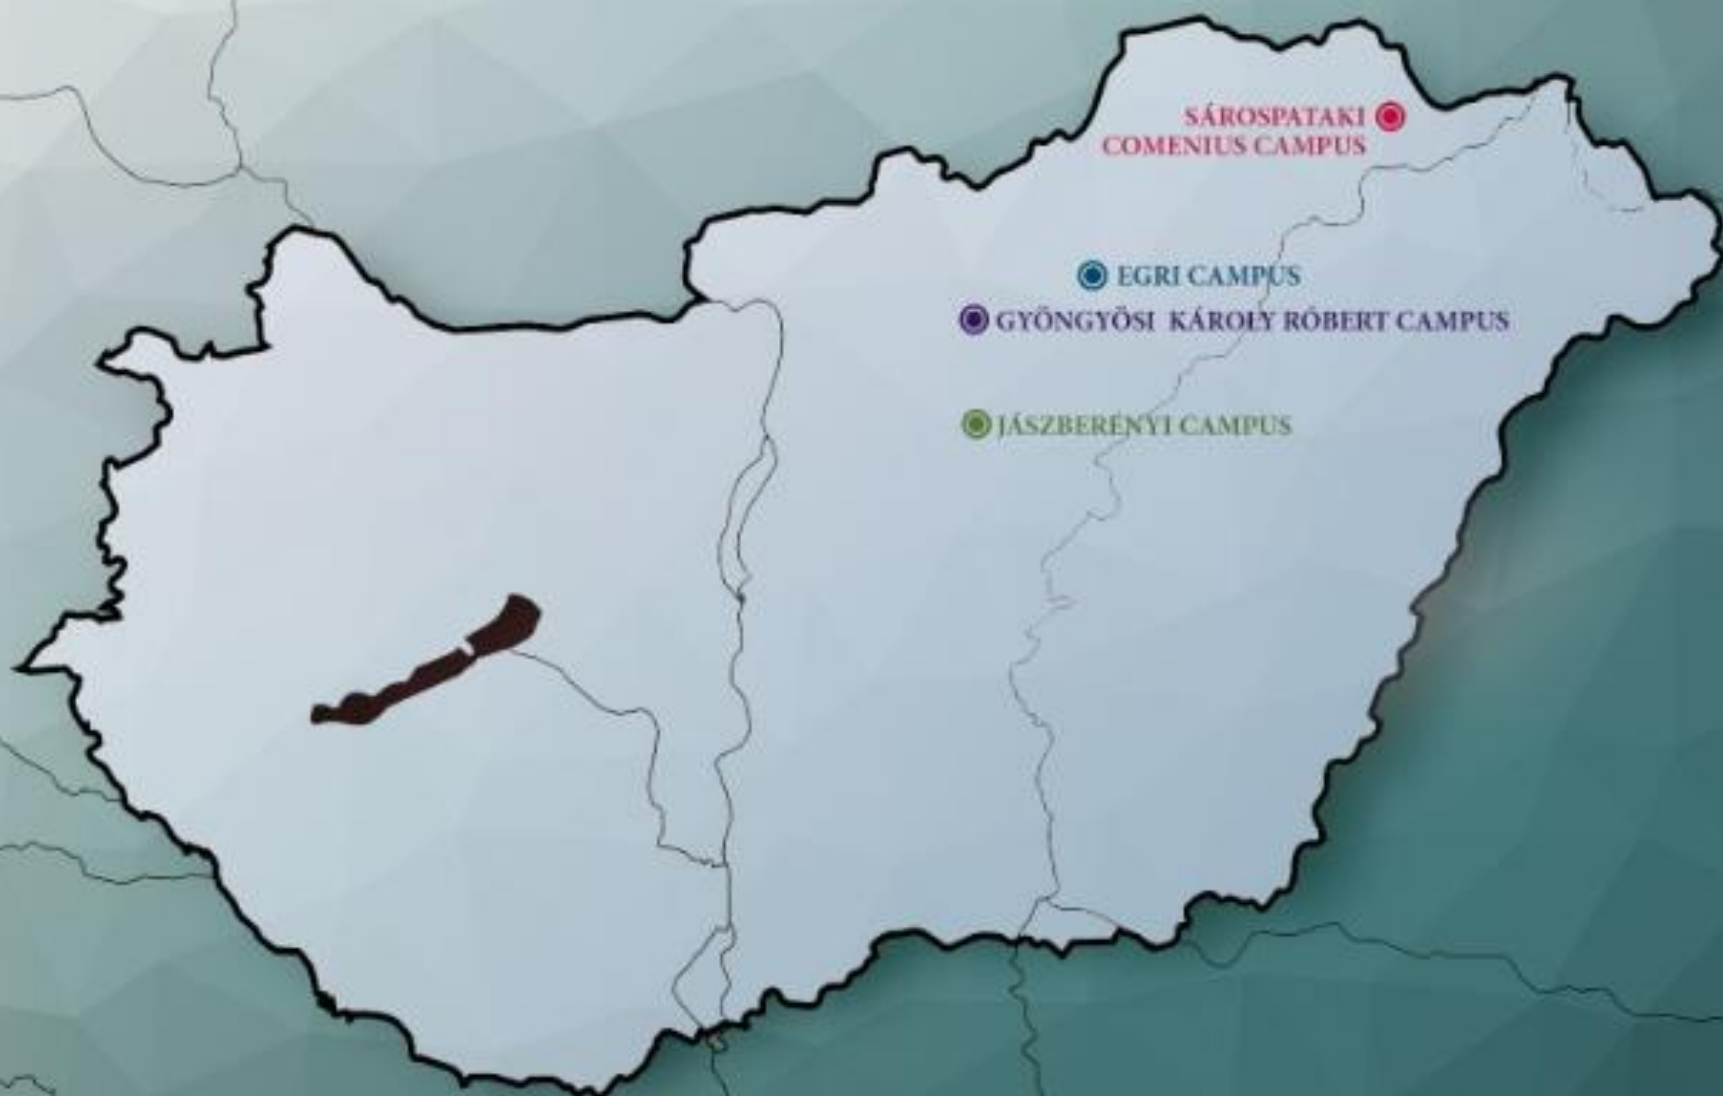 SÁROSPATAKI
COMENIUS CAMPUS
EGRI CAMPUS
GYÖNGYÖSI KÁROLY RÓBERT CAMPUS
JÁSZBERÉNYI CAMPUS